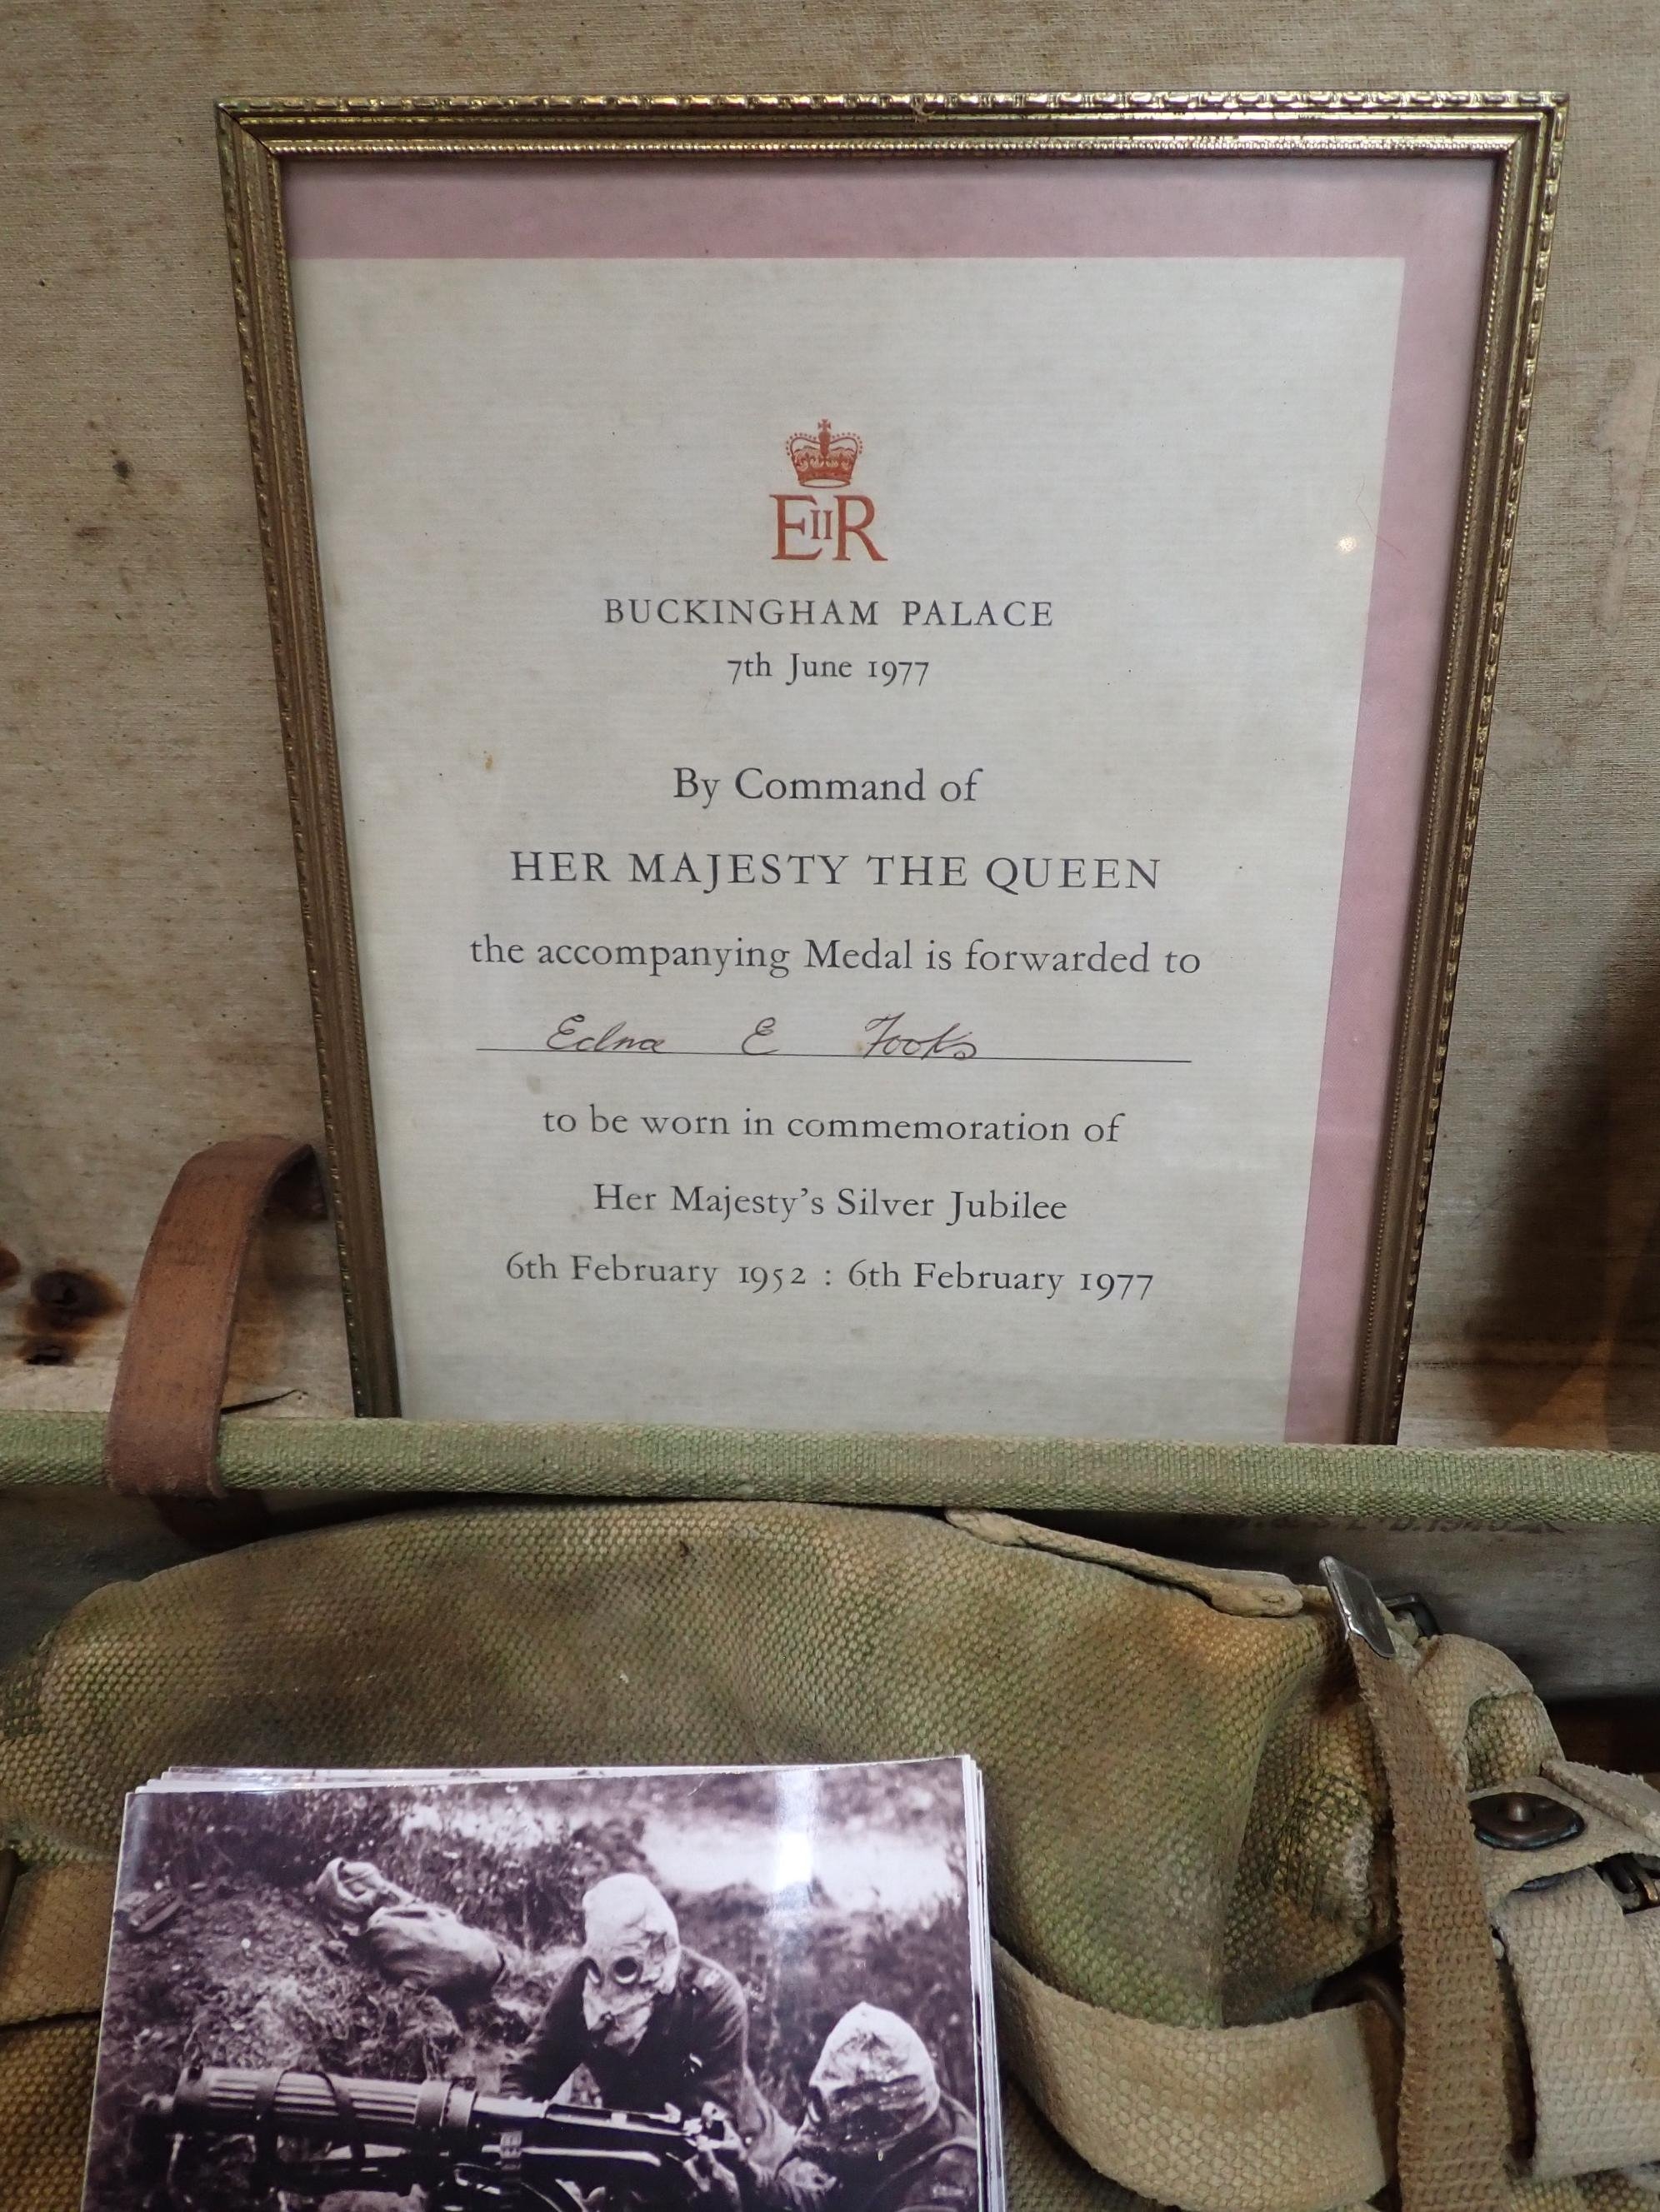 EIIR
BUCKINGHAM PALACE
7th June 1977
By Command of
HER MAJESTY THE QUEEN
the accompanying Medal is forwarded to
Edna E Fooks
to be worn in commemoration of
Her Majesty's Silver Jubilee
6th February 1952 : 6th February 1977